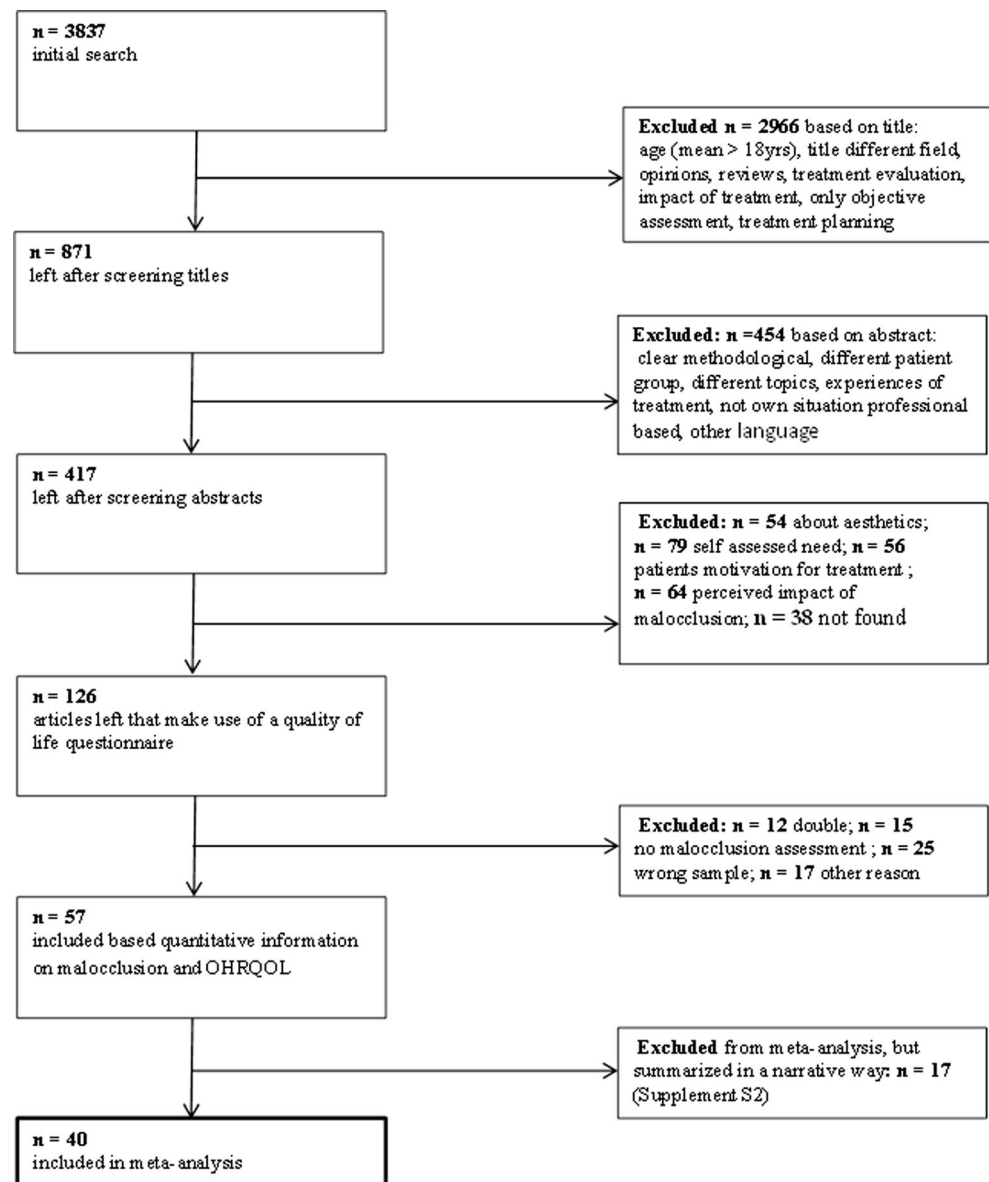 n = 3837
initial search
Excluded n = 2966 based on title:
age (mean > 18yrs), title different field,
opinions, reviews, treatment evaluation,
impact of treatment, only objective
assessment, treatment planning
n = 871
left after screening titles
Excluded: n =454 based on abstract:
clear methodological, different patient
group, different topics, experiences of
treatment, not own situation professional
based, other language
n = 417
left after screening abstracts
Excluded: n = 54 about aesthetics;
n = 79 self assessed need; n = 56
patients motivation for treatment ;
n = 64 perceived impact of
malocclusion; n = 38 not found
n = 126
articles left that make use of a quality of
life questionnaire
Excluded: n = 12 double; n = 15
no malocclusion assessment ; n = 25
wrong sample; n = 17 other reason
n = 57
included based quantitative information
on malocclusion and OHRQOL
Excluded from meta-analysis, but
summarized in a narrative way: n = 17
(Supplement S2)
n = 40
included in meta-analysis